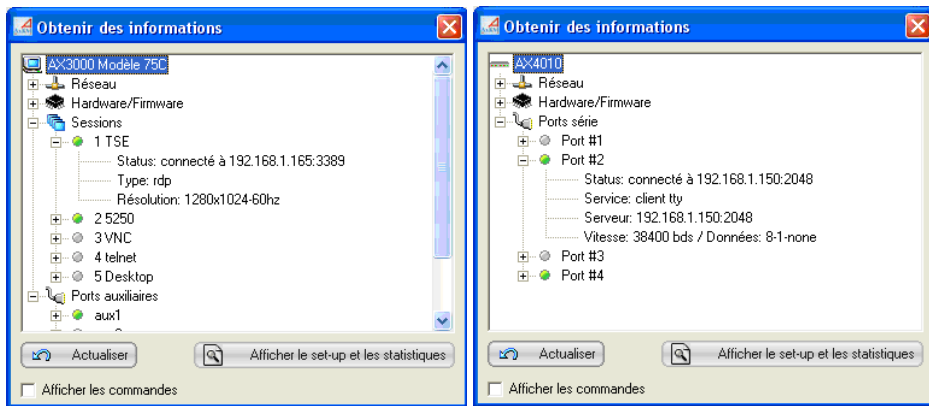 Obtenir des informations
AX3000 Modèle 75C
Réseau
Hardware/Firmware
Sessions
1 TSE
Status: connecté à 192.168.1.165:3389
Type: rdp
Résolution: 1280x1024-60hz
2 5250
3 VNC
4 telnet
5 Desktop
Ports auxiliaires
aux1
Actualiser
Afficher le set-up et les statistiques
Afficher les commandes
Obtenir des informations
AX4010
Réseau
Hardware/Firmware
Ports série
Port #1
Port #2
Status: connecté à 192.168.1.150:2048
Service: client tty
Serveur: 192.168.1.150:2048
Vitesse: 38400 bds / Données: 8-1-none
Port #3
Port #4
Actualiser
Afficher le set-up et les statistiques
Afficher les commandes